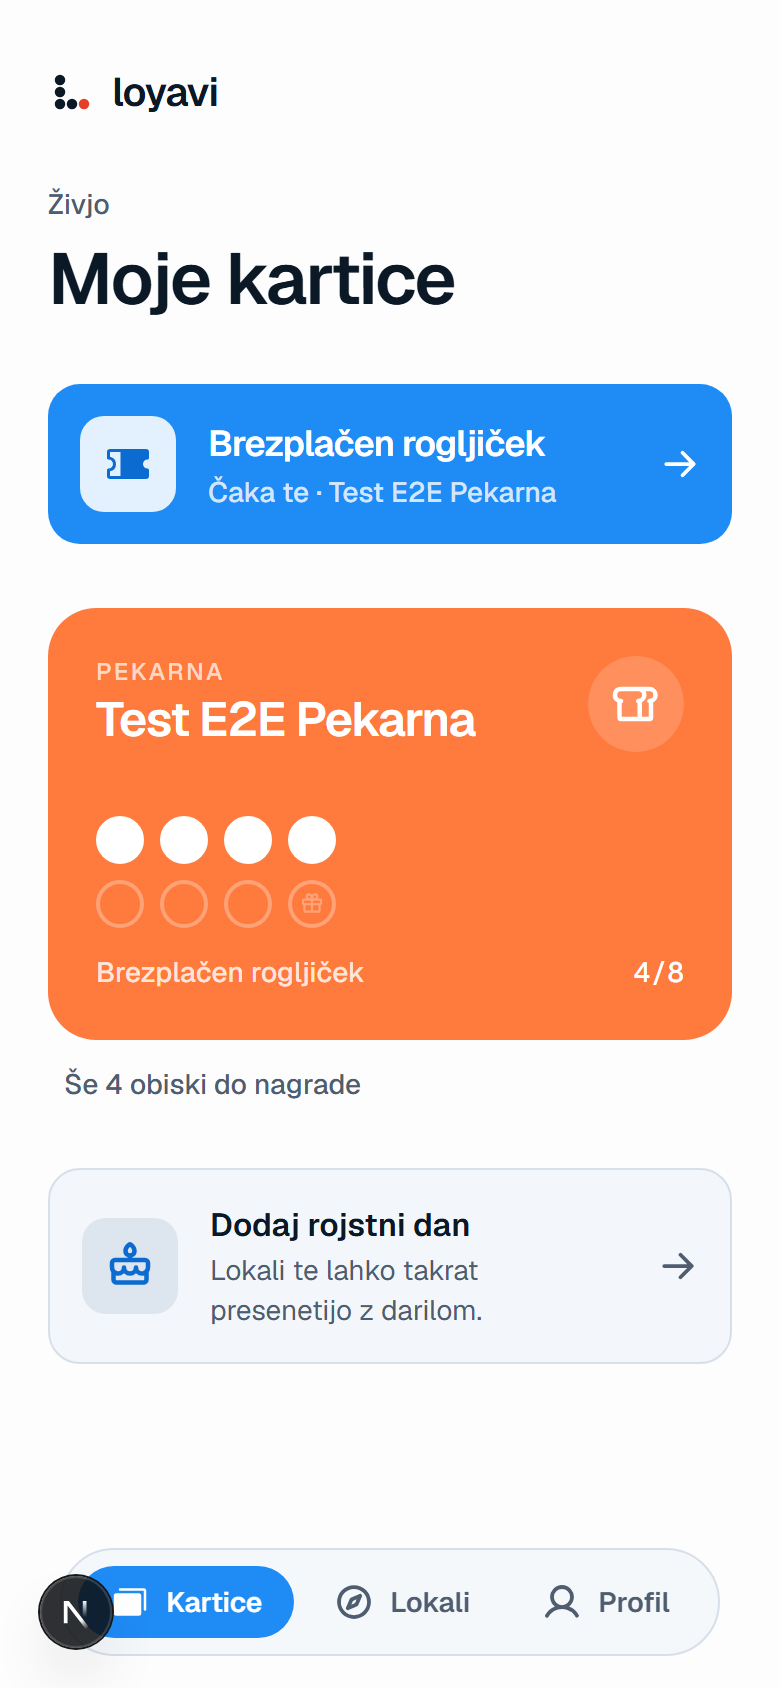 loyavi
Živjo
Moje kartice
Brezplačen rogljiček
Čaka te · Test E2E Pekarna
PEKARNA
Test E2E Pekarna
Brezplačen rogljiček
4/8
Še 4 obiski do nagrade
Dodaj rojstni dan
Lokali te lahko takrat
presenetijo z darilom.
N
Kartice
Lokali
Profil